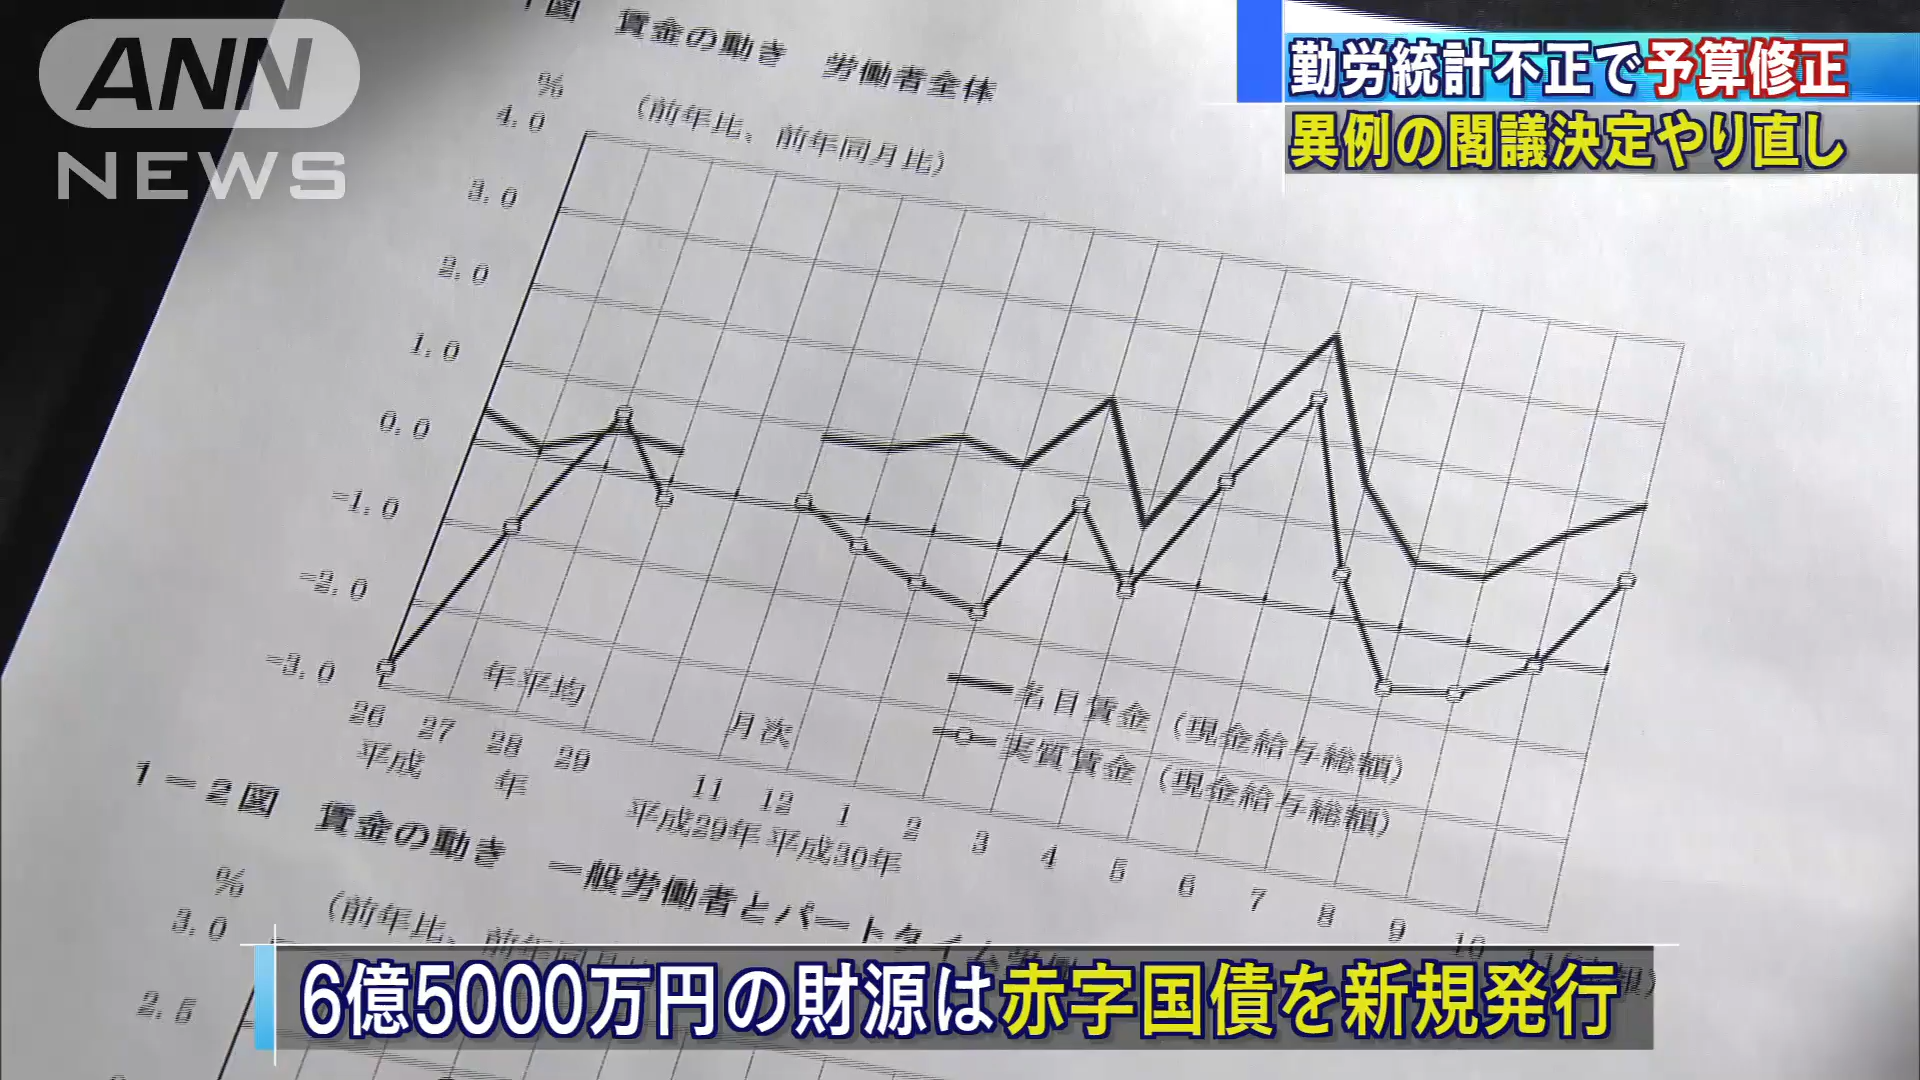 ANN
NEWS
勤労統計不正で予算修正
異例の閣議決定やり直し
図 賃金の動き 労働者全体
%
(前年比、前年同月比)
4.0
3.0
2.0
1.0
0.0
-1.0
-2.0
-3.0
年平均
月次
名目賃金 (現金給与総額)
実質賃金 (現金給与総額)
26 27 28 29 11 12 1 2 3 4 5 6 7 8 9 10
平成 年 平成29年 平成30年
1-2図 賃金の動き 一般労働者とパートタイム
%
(前年比、前年同月
3.0
2.5
6億5000万円の財源は赤字国債を新規発行